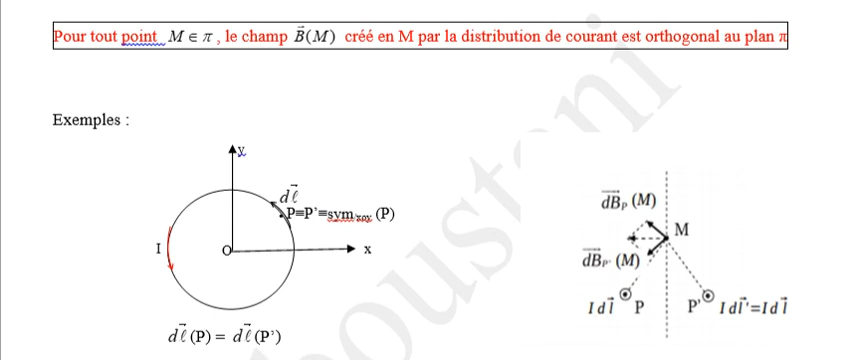 Pour tout point M ∈ π, le champ B⃗(M) créé en M par la distribution de courant est orthogonal au plan π
Exemples :
y
dℓ⃗
P≡P'≡sym xoy (P)
I
O
x
dℓ⃗ (P) = dℓ⃗ (P')
dB⃗P (M)
M
dB⃗P' (M)
I dl⃗ P P' I dl⃗'=I dl⃗